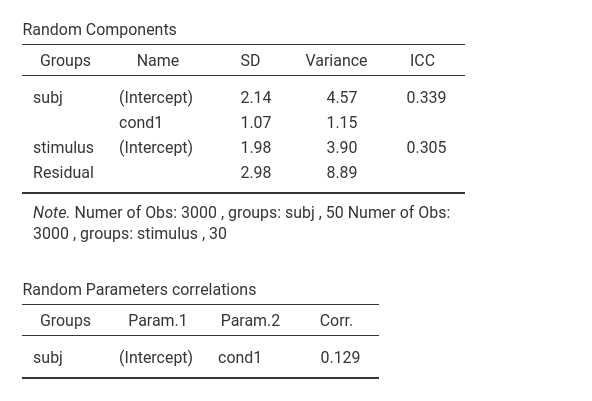 Random Components
Groups Name SD Variance ICC
subj (Intercept) 2.14 4.57 0.339
cond1 1.07 1.15
stimulus (Intercept) 1.98 3.90 0.305
Residual 2.98 8.89
Note. Numer of Obs: 3000 , groups: subj , 50 Numer of Obs:
3000 , groups: stimulus , 30
Random Parameters correlations
Groups Param.1 Param.2 Corr.
subj (Intercept) cond1 0.129